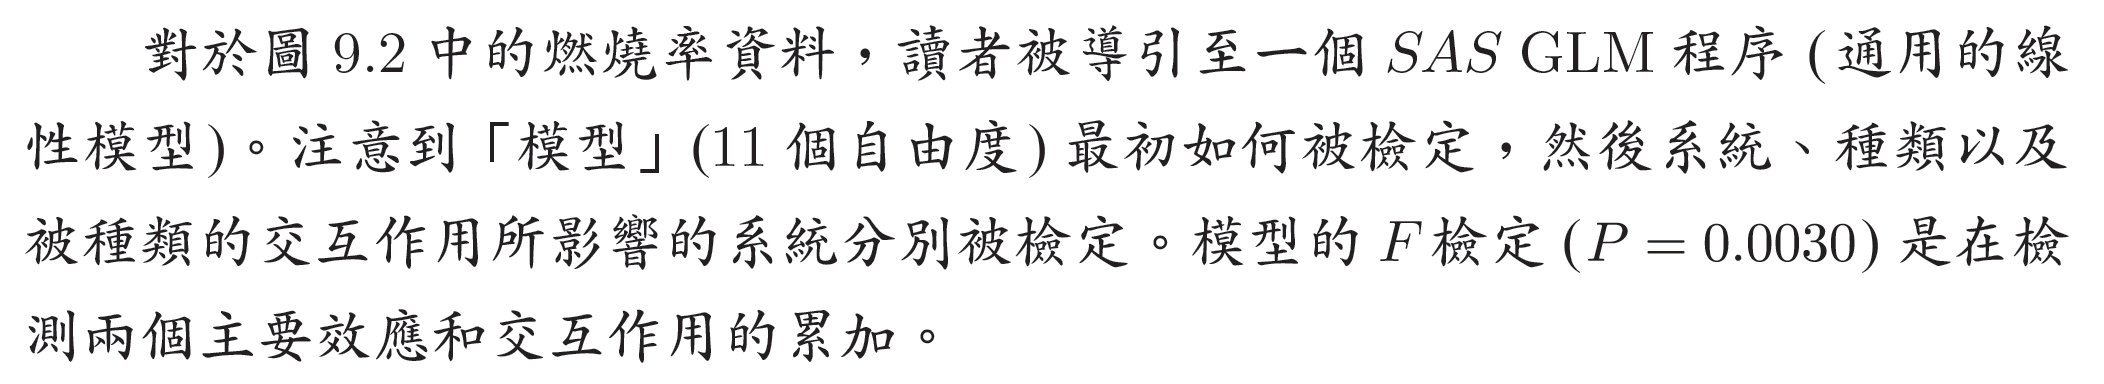 對於圖 9.2 中的燃燒率資料，讀者被導引至一個 SAS GLM 程序 (通用的線
性模型)。注意到「模型」(11 個自由度) 最初如何被檢定，然後系統、種類以及
被種類的交互作用所影響的系統分別被檢定。模型的 F 檢定 (P = 0.0030) 是在檢
測兩個主要效應和交互作用的累加。